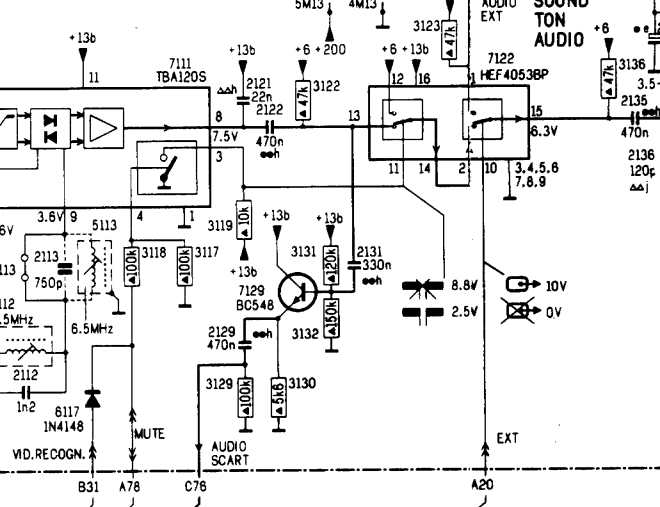 5M13 4M13
AUDIO
EXT
SOUND
TON
AUDIO
3123
47k
+13b
11
7111
TBA120S
+13b
+6 +200
+6 +13b
7122
HEF4053BP
+6
3136
47k
3.5-
2121
22n
3122
47k
2122
470n
h
12 16
1
13
15
6.3V
2135
470n
h
2136
120p
j
8
7.5V
3
11 14 2 10
3,4,5,6
7,8,9
3.6V 9
4 1
6V
3119
10k
+13b
+13b
+13b
5113
2113
750p
113
3118
100k
3117
100k
7129
BC548
3131
120k
2131
330n
h
8.8V
2.5V
10V
0V
112
.5MHz
6.5MHz
2129
470n
h
3132
150k
2112
1n2
6117
1N4148
3129
100k
3130
5k6
MUTE
VID.RECOGN.
AUDIO
SCART
EXT
B31 A78 C76 A20